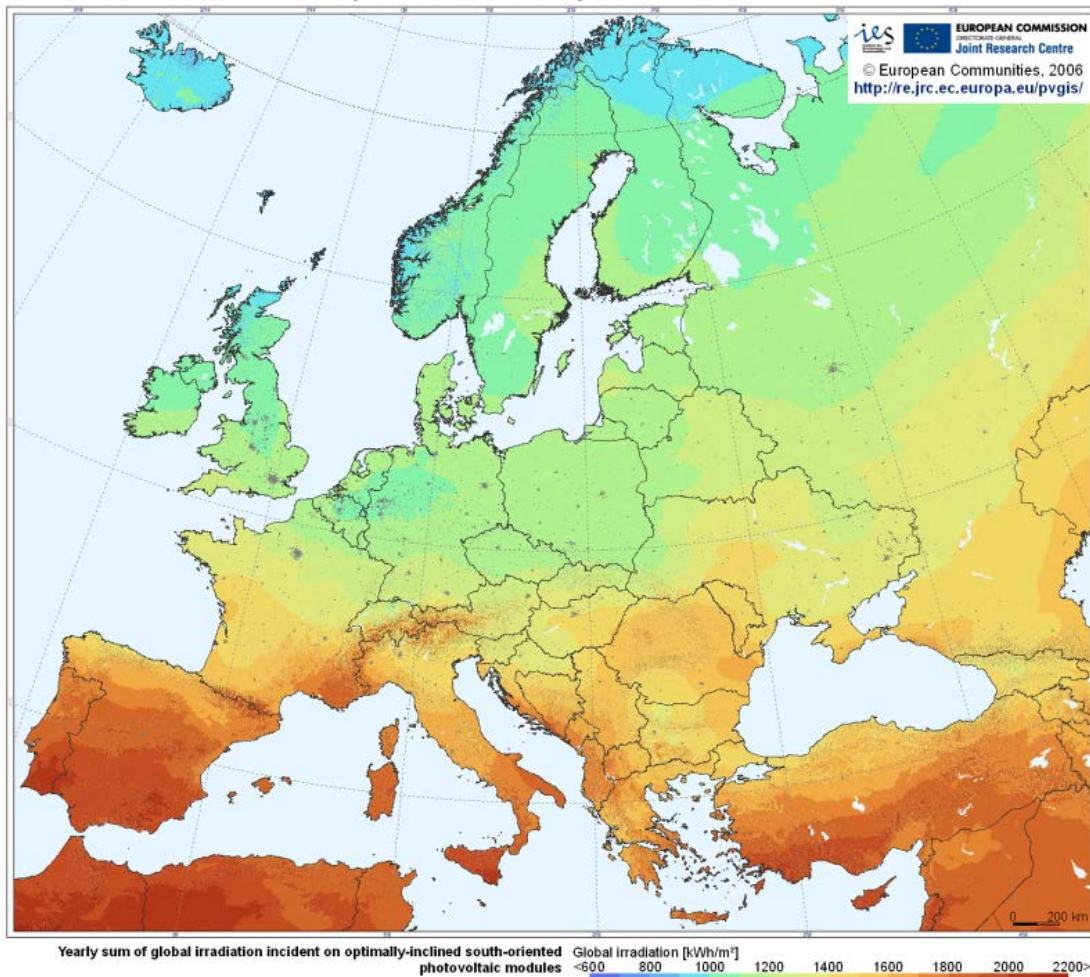 ies
EUROPEAN COMMISSION
DIRECTORATE-GENERAL
Joint Research Centre
© European Communities, 2006
http://re.jrc.ec.europa.eu/pvgis/
0 200 km
Yearly sum of global irradiation incident on optimally-inclined south-oriented
photovoltaic modules
Global irradiation [kWh/m²]
<600 800 1000 1200 1400 1600 1800 2000 2200>